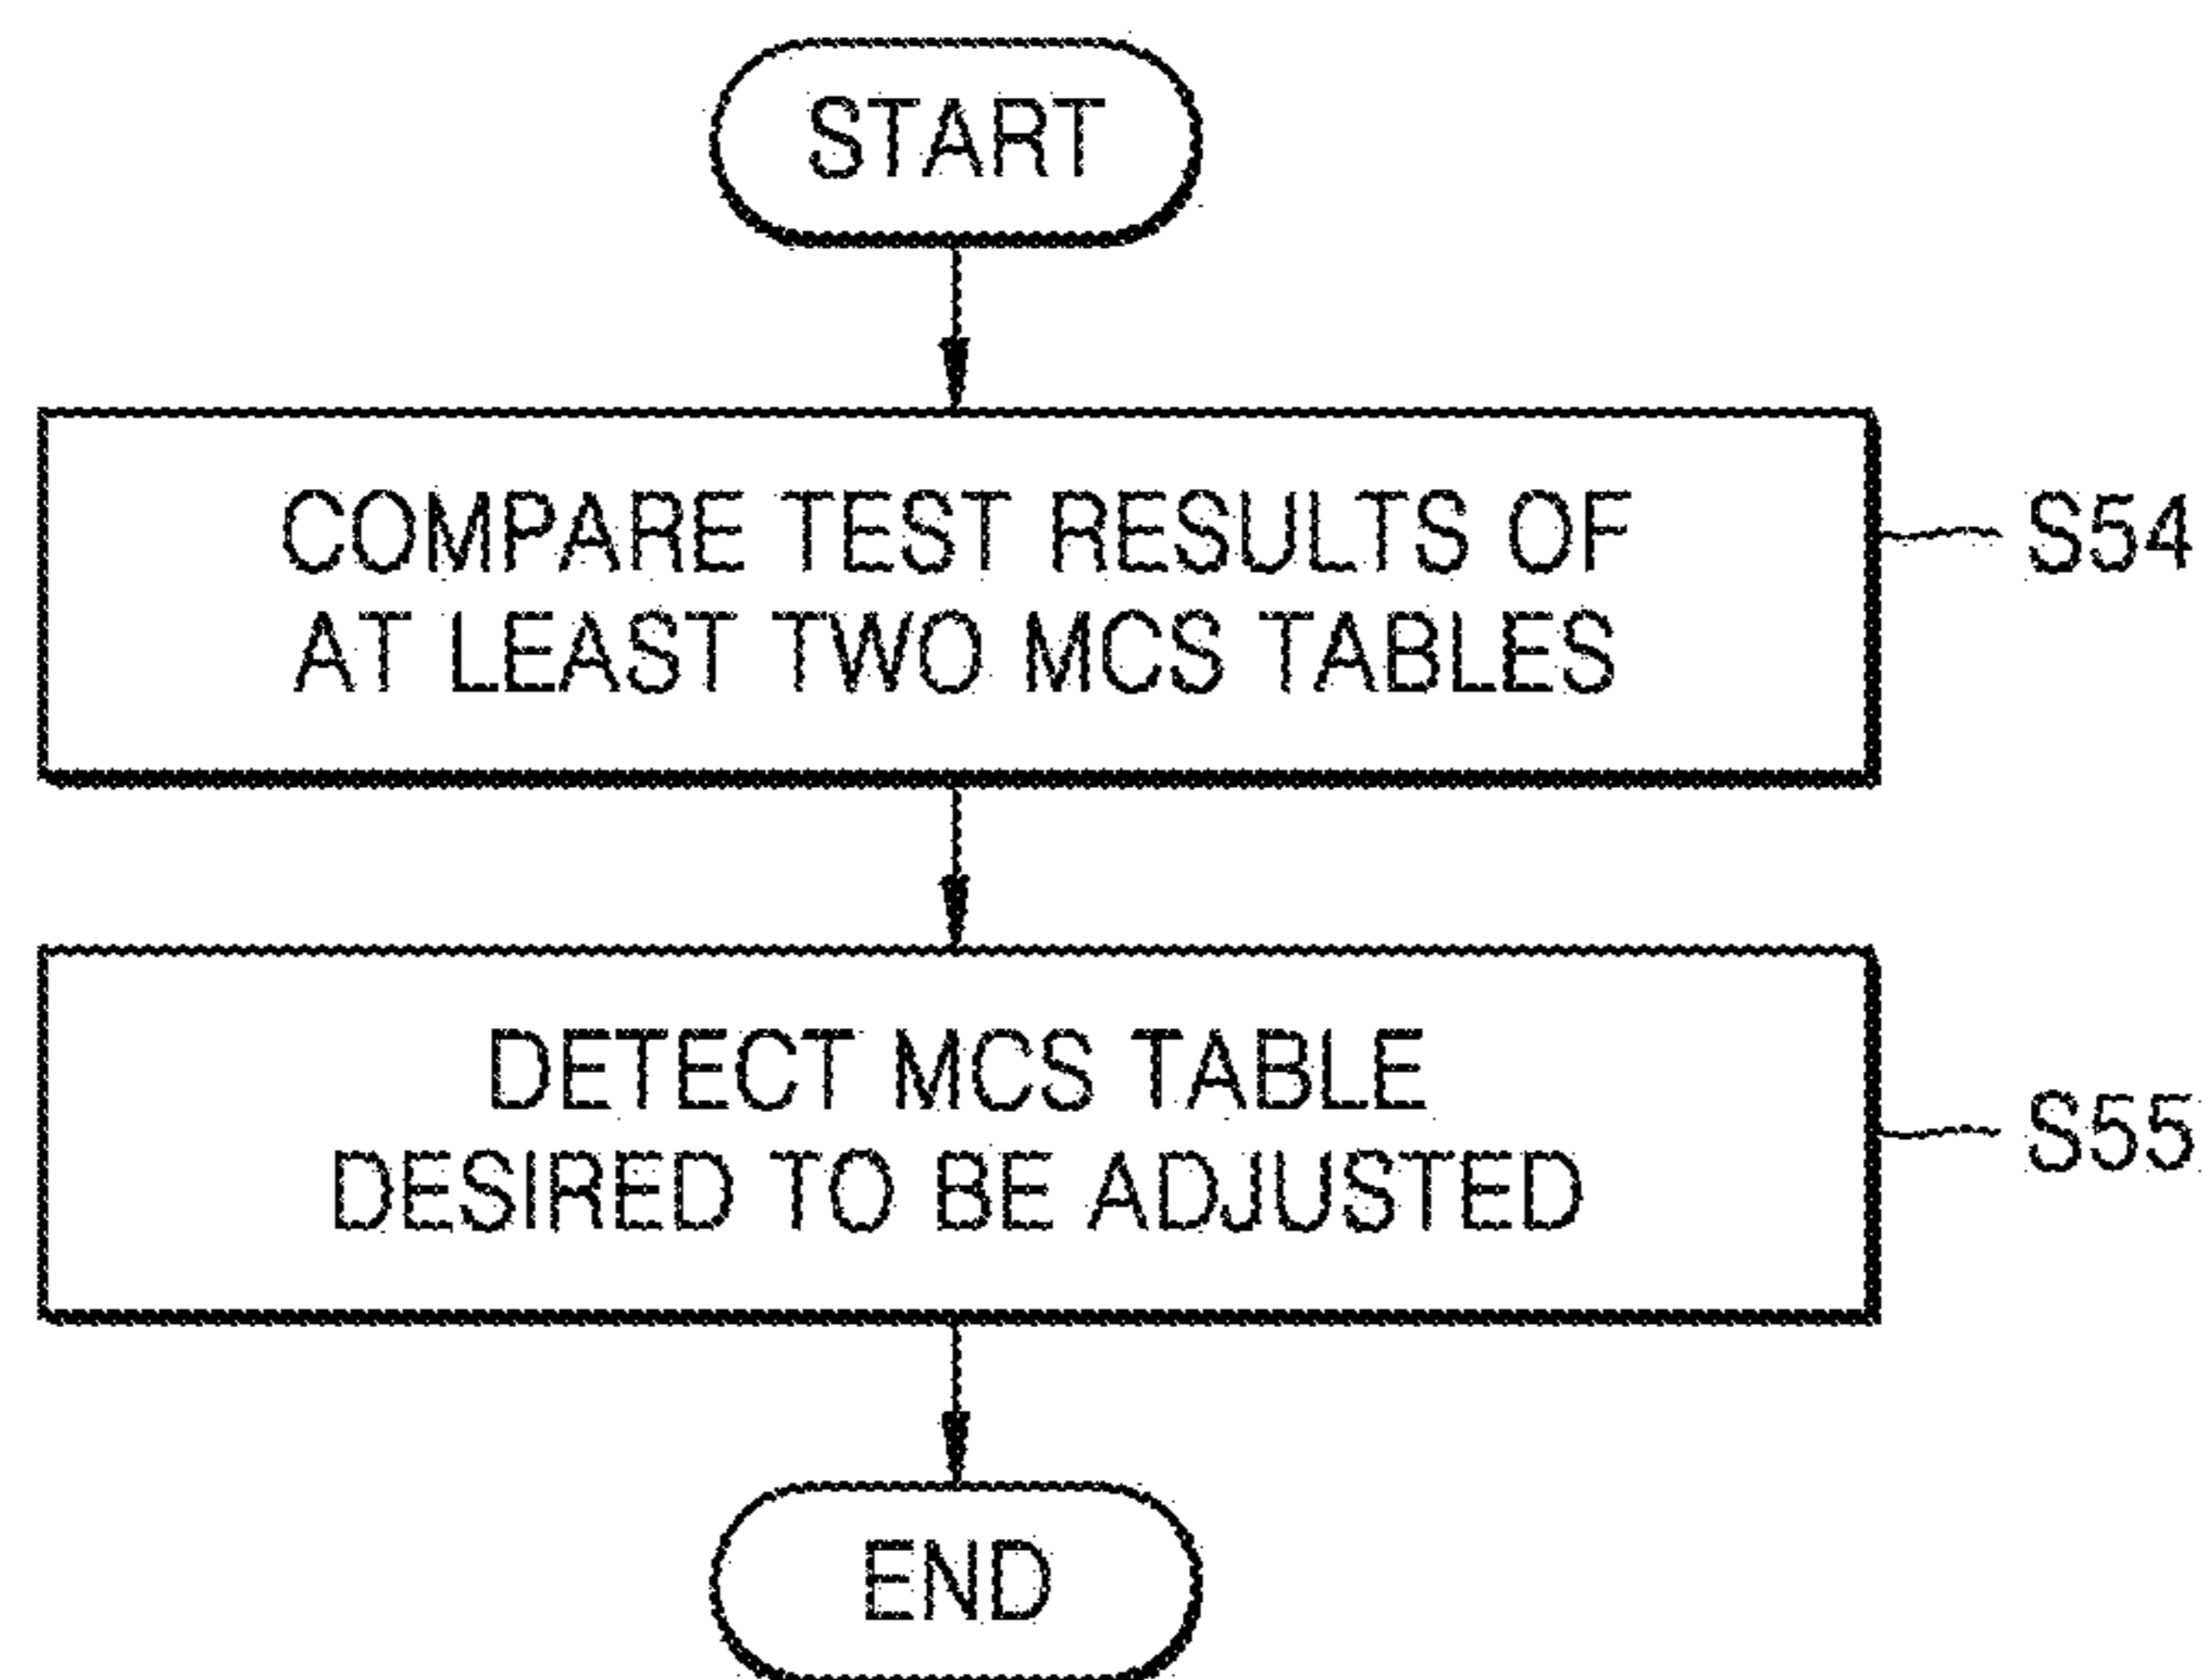 START
COMPARE TEST RESULTS OF
AT LEAST TWO MCS TABLES
S54
DETECT MCS TABLE
DESIRED TO BE ADJUSTED
S55
END